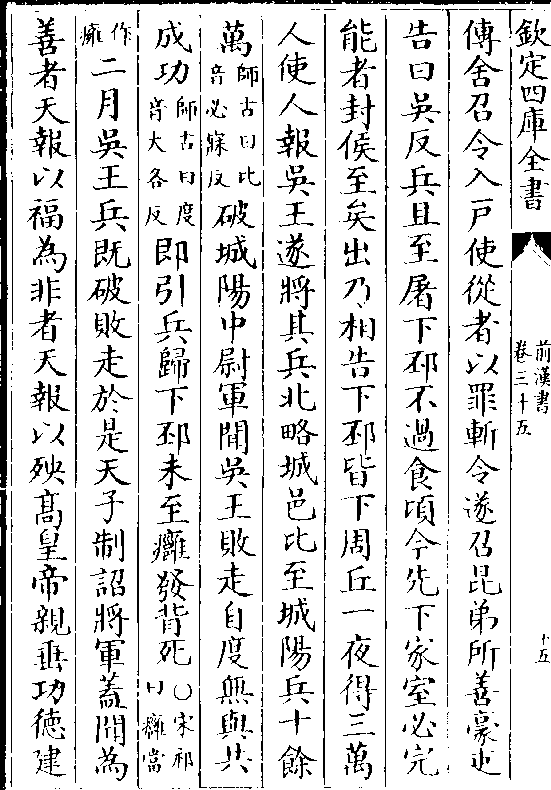 欽定四庫全書
前漢書
卷三十五
十五
傳舍召令入戸使從者以罪斬令遂召昆弟所善豪吏
告曰吳反兵且至屠下邳不過食頃今先下家室必完
能者封侯至矣出乃相告下邳皆下周丘一夜得三萬
人使人報吳王遂將其兵北略城邑比至城陽兵十餘
萬師古曰比音必寐反破城陽中尉軍聞吳王敗走自度無與共
成功師古曰度音大各反即引兵歸下邳未至癰發背死○宋祁曰癰當
作癕二月吳王兵既破敗走於是天子制詔將軍蓋聞為
善者天報以福為非者天報以殃髙皇帝親垂功德建